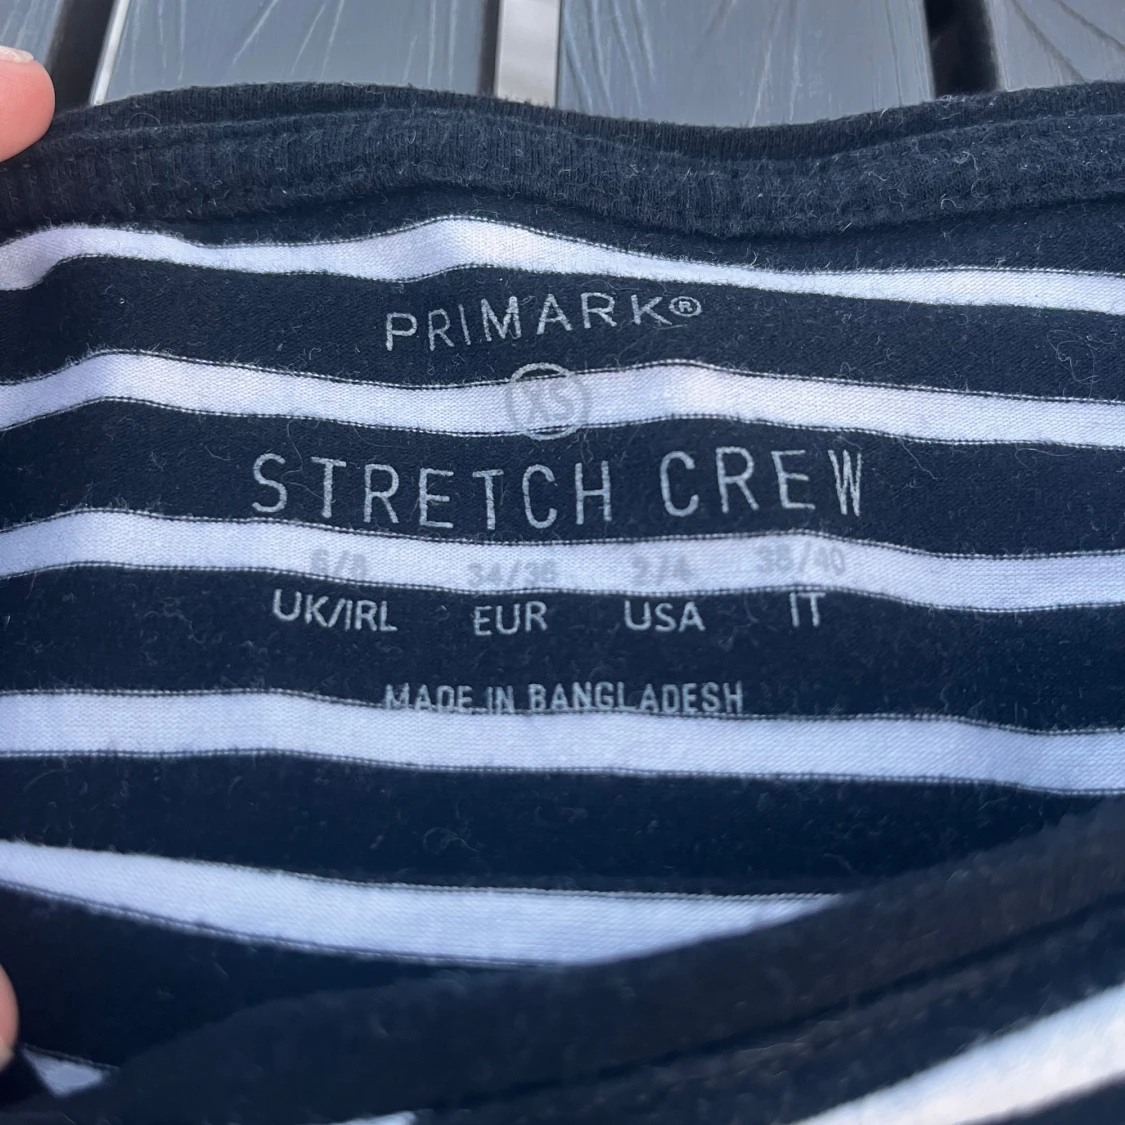 PRIMARK®
XS
STRETCH CREW
6/8 34/36 2/4 38/40
UK/IRL EUR USA IT
MADE IN BANGLADESH